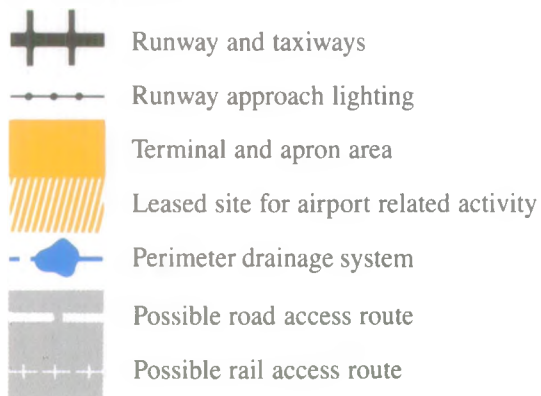 Runway and taxiways
Runway approach lighting
Terminal and apron area
Leased site for airport related activity
Perimeter drainage system
Possible road access route
Possible rail access route